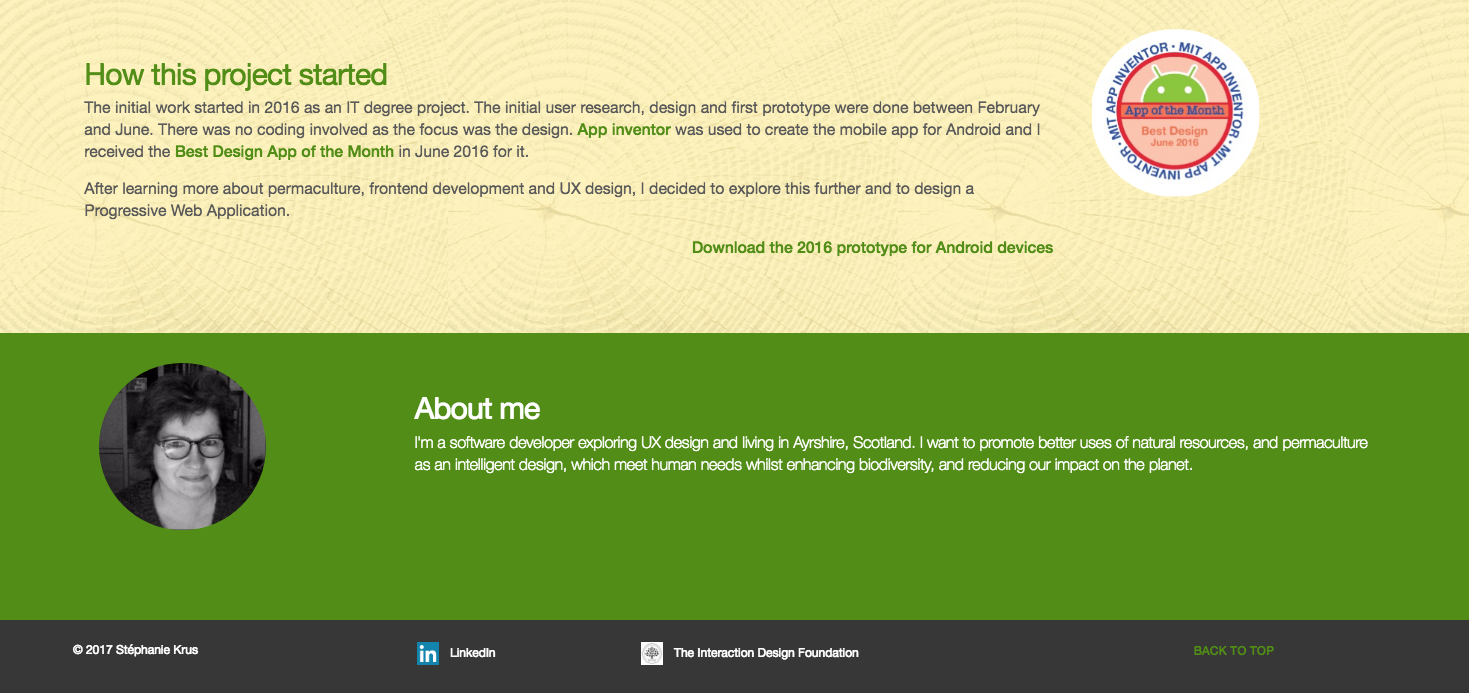 How this project started
The initial work started in 2016 as an IT degree project. The initial user research, design and first prototype were done between February
and June. There was no coding involved as the focus was the design. App inventor was used to create the mobile app for Android and I
received the Best Design App of the Month in June 2016 for it.
After learning more about permaculture, frontend development and UX design, I decided to explore this further and to design a
Progressive Web Application.
Download the 2016 prototype for Android devices
MIT APP INVENTOR · MIT APP INVENTOR · MIT APP INVENTOR ·
App of the Month
Best Design
June 2016
About me
I'm a software developer exploring UX design and living in Ayrshire, Scotland. I want to promote better uses of natural resources, and permaculture
as an intelligent design, which meet human needs whilst enhancing biodiversity, and reducing our impact on the planet.
© 2017 Stéphanie Krus
in
LinkedIn
The Interaction Design Foundation
BACK TO TOP